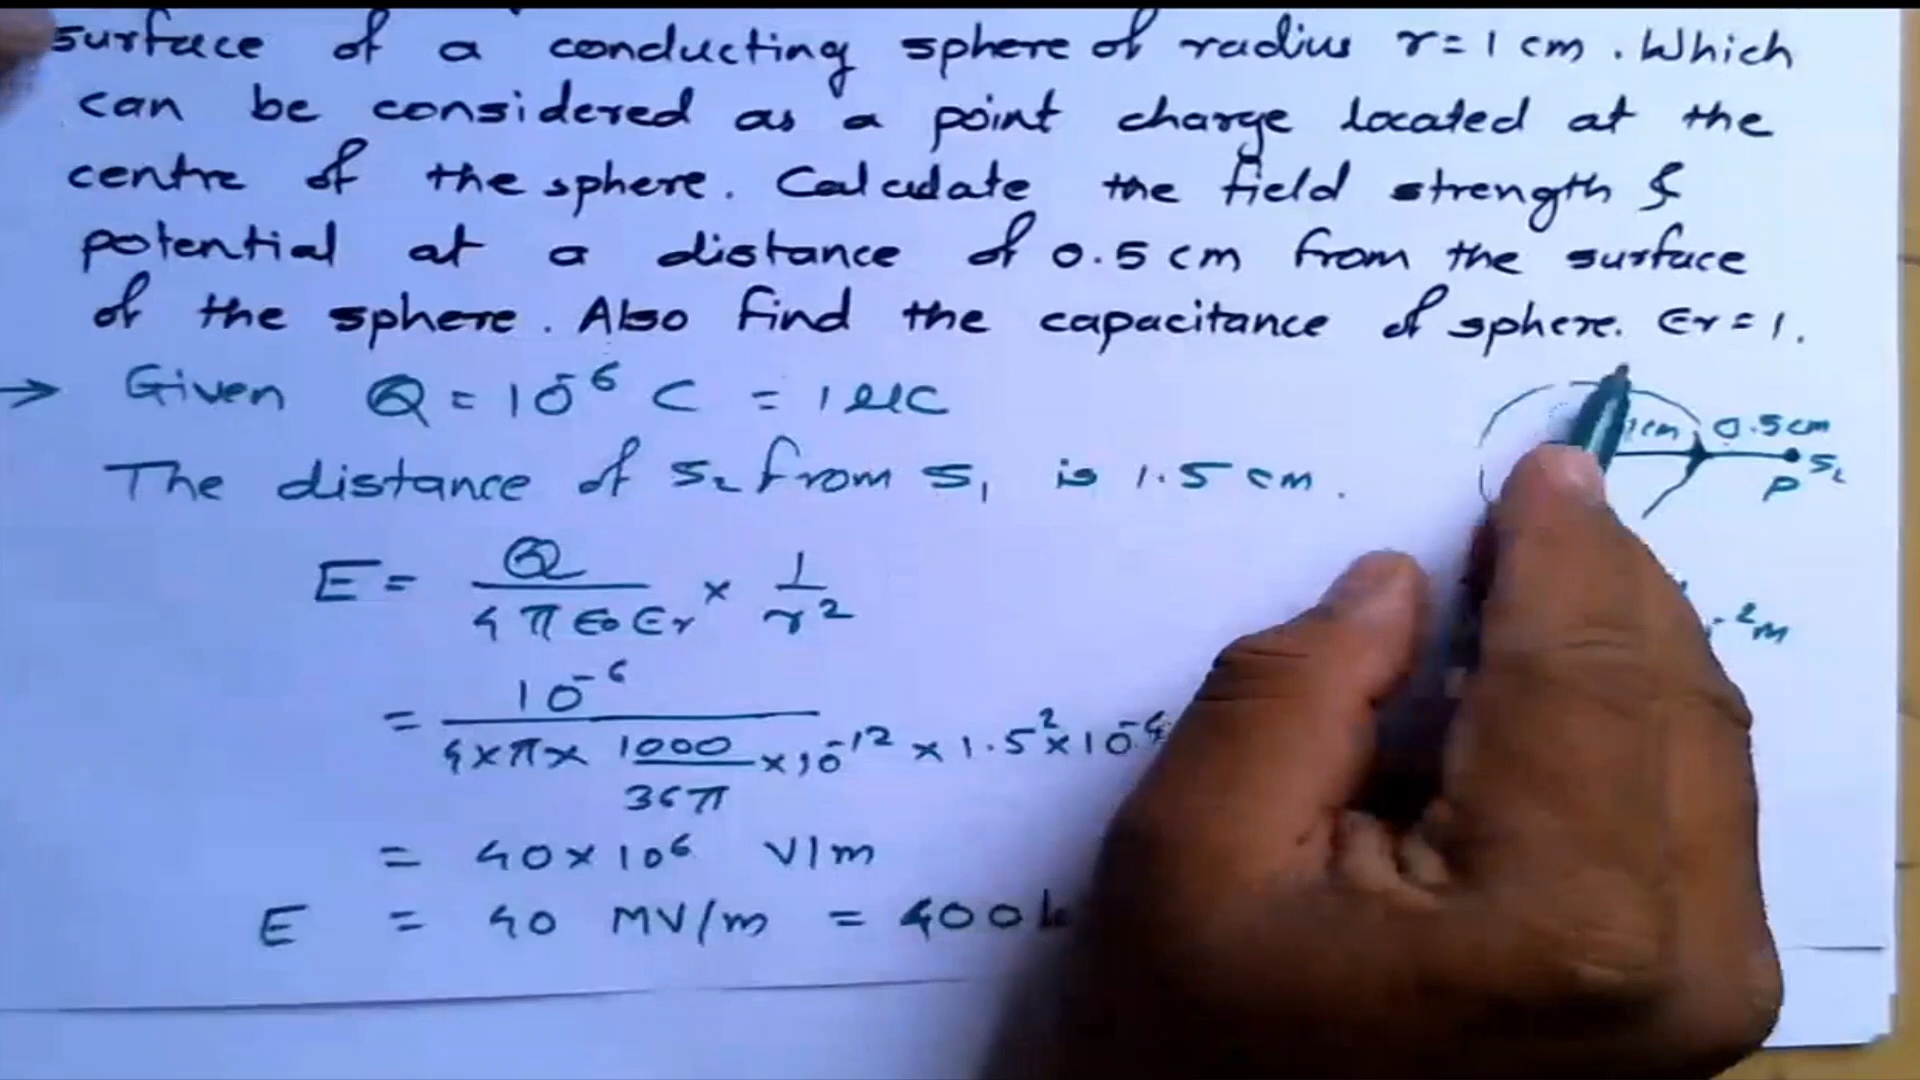 surface of a conducting sphere of radius r = 1 cm. Which
can be considered as a point charge located at the
centre of the sphere. Calculate the field strength &
potential at a distance of 0.5 cm from the surface
of the sphere. Also find the capacitance of sphere. Er = 1.
→ Given Q = 10⁻⁶ C = 1 μC
1cm 0.5cm
S₂
P
The distance of S₂ from S₁ is 1.5 cm.
E = Q / 4π ε₀ εr × 1 / r²
⁻²m
= 10⁻⁶ / 4×π× 1000 / 36π ×10⁻¹² × 1.5² × 10⁻⁴
= 40×10⁶ V/m
E = 40 MV/m = 400 k